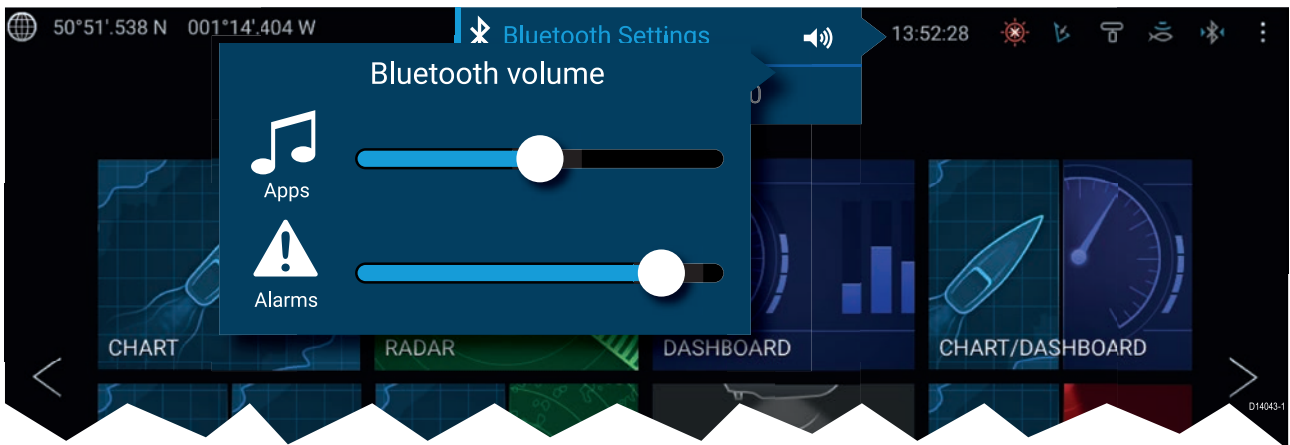 50°51'.538 N 001°14'.404 W
Bluetooth Settings
13:52:28
Bluetooth volume
Apps
Alarms
CHART
RADAR
DASHBOARD
CHART/DASHBOARD
D14043-1